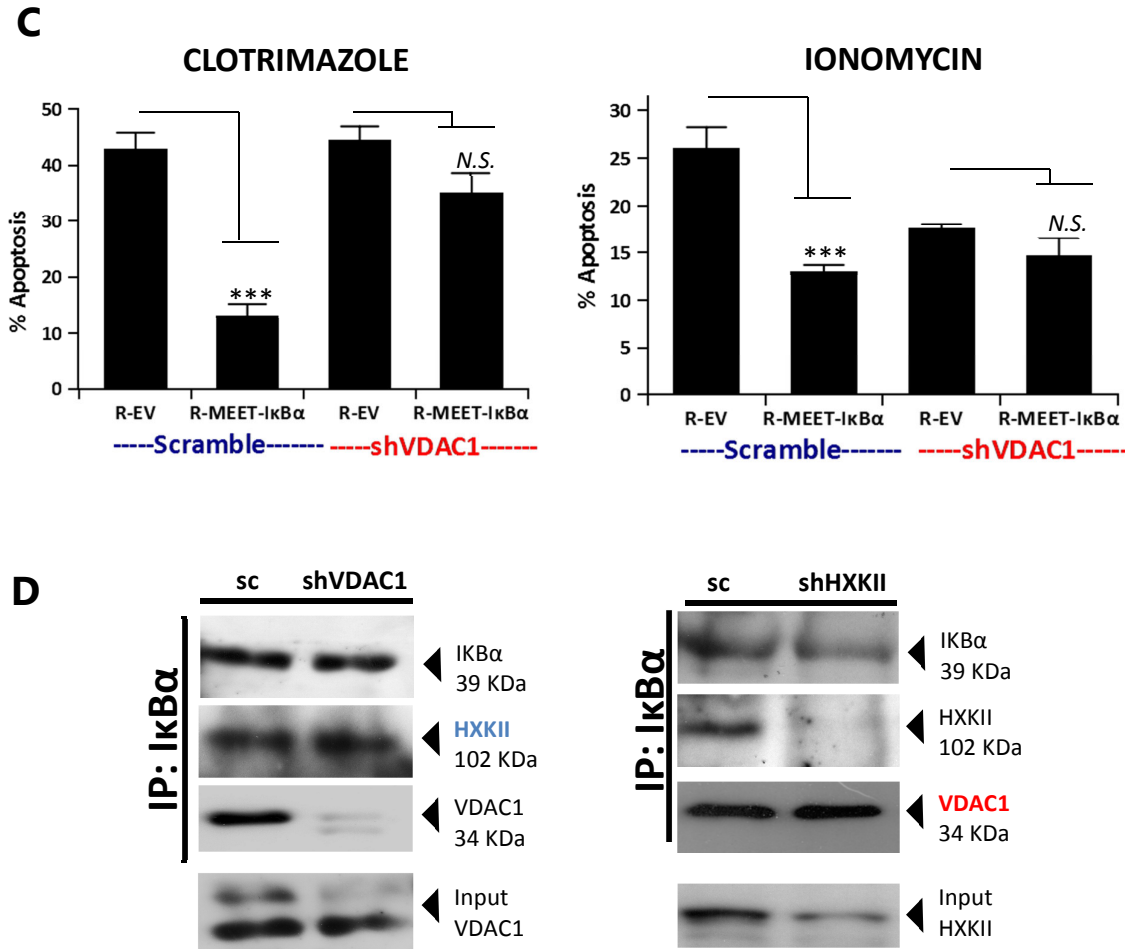 C
CLOTRIMAZOLE
% Apoptosis
50
40
30
20
10
0
***
N.S.
R-EV R-MEET-IκBα R-EV R-MEET-IκBα
-----Scramble------- -----shVDAC1-------
IONOMYCIN
% Apoptosis
30
25
20
15
10
5
0
***
N.S.
R-EV R-MEET-IκBα R-EV R-MEET-IκBα
-----Scramble------- -----shVDAC1------
D
sc shVDAC1
IP: IκBα
IKBα
39 KDa
HXKII
102 KDa
VDAC1
34 KDa
Input
VDAC1
sc shHXKII
IP: IκBα
IKBα
39 KDa
HXKII
102 KDa
VDAC1
34 KDa
Input
HXKII